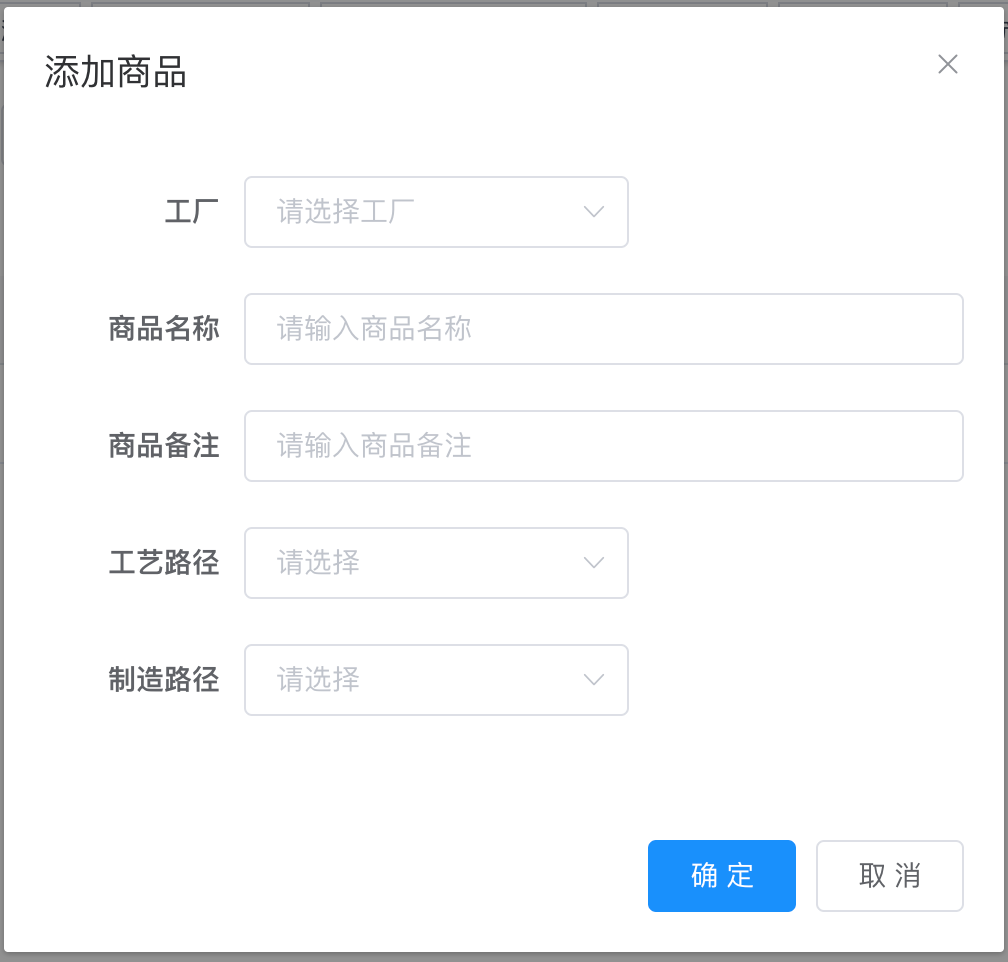 添加商品
工厂 请选择工厂
商品名称 请输入商品名称
商品备注 请输入商品备注
工艺路径 请选择
制造路径 请选择
确 定 取 消